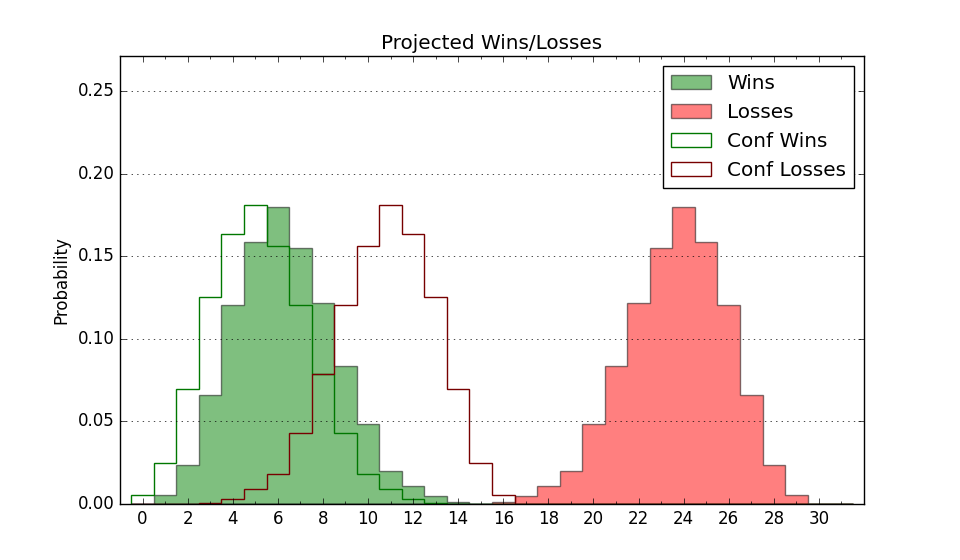 Projected Wins/Losses
Wins
Losses
Conf Wins
Conf Losses
Probability
0.25
0.20
0.15
0.10
0.05
0.00
0 2 4 6 8 10 12 14 16 18 20 22 24 26 28 30